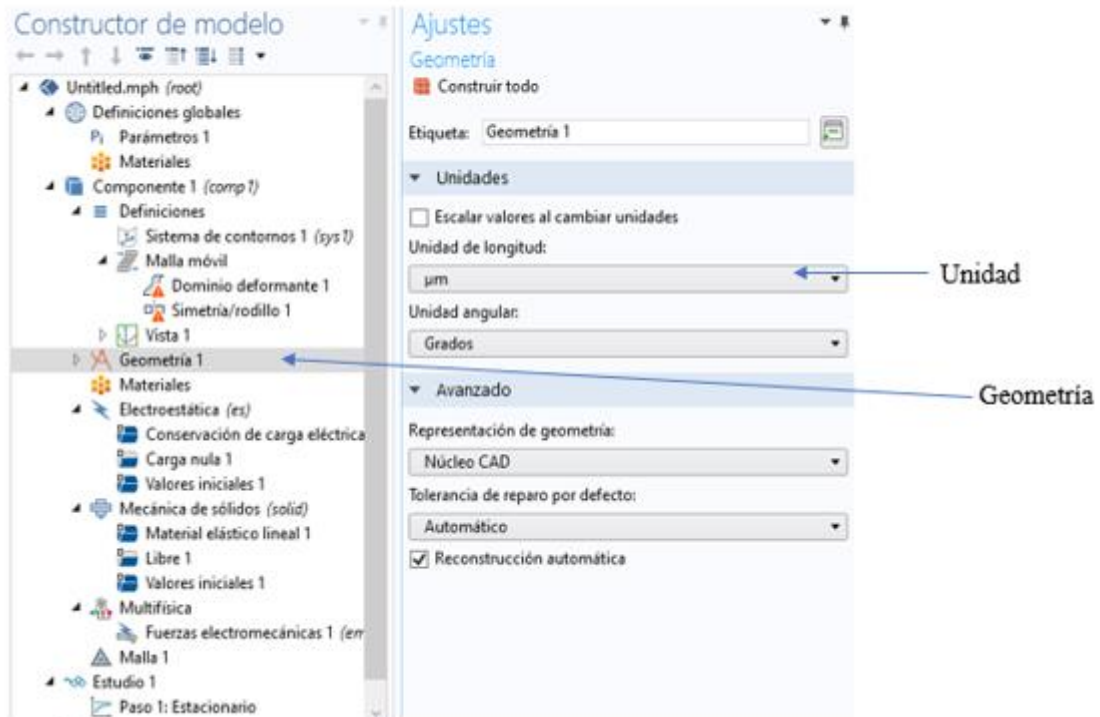 Constructor de modelo
Untitled.mph (root)
Definiciones globales
Pi Parámetros 1
Materiales
Componente 1 (comp1)
Definiciones
Sistema de contornos 1 (sys1)
Malla móvil
Dominio deformante 1
Simetría/rodillo 1
Vista 1
Geometría 1
Materiales
Electroestática (es)
Conservación de carga eléctrica
Carga nula 1
Valores iniciales 1
Mecánica de sólidos (solid)
Material elástico lineal 1
Libre 1
Valores iniciales 1
Multifísica
Fuerzas electromecánicas 1 (em
Malla 1
Estudio 1
Paso 1: Estacionario
Ajustes
Geometría
Construir todo
Etiqueta: Geometría 1
Unidades
Escalar valores al cambiar unidades
Unidad de longitud:
µm
Unidad angular:
Grados
Avanzado
Representación de geometría:
Núcleo CAD
Tolerancia de reparo por defecto:
Automático
Reconstrucción automática
Unidad
Geometría